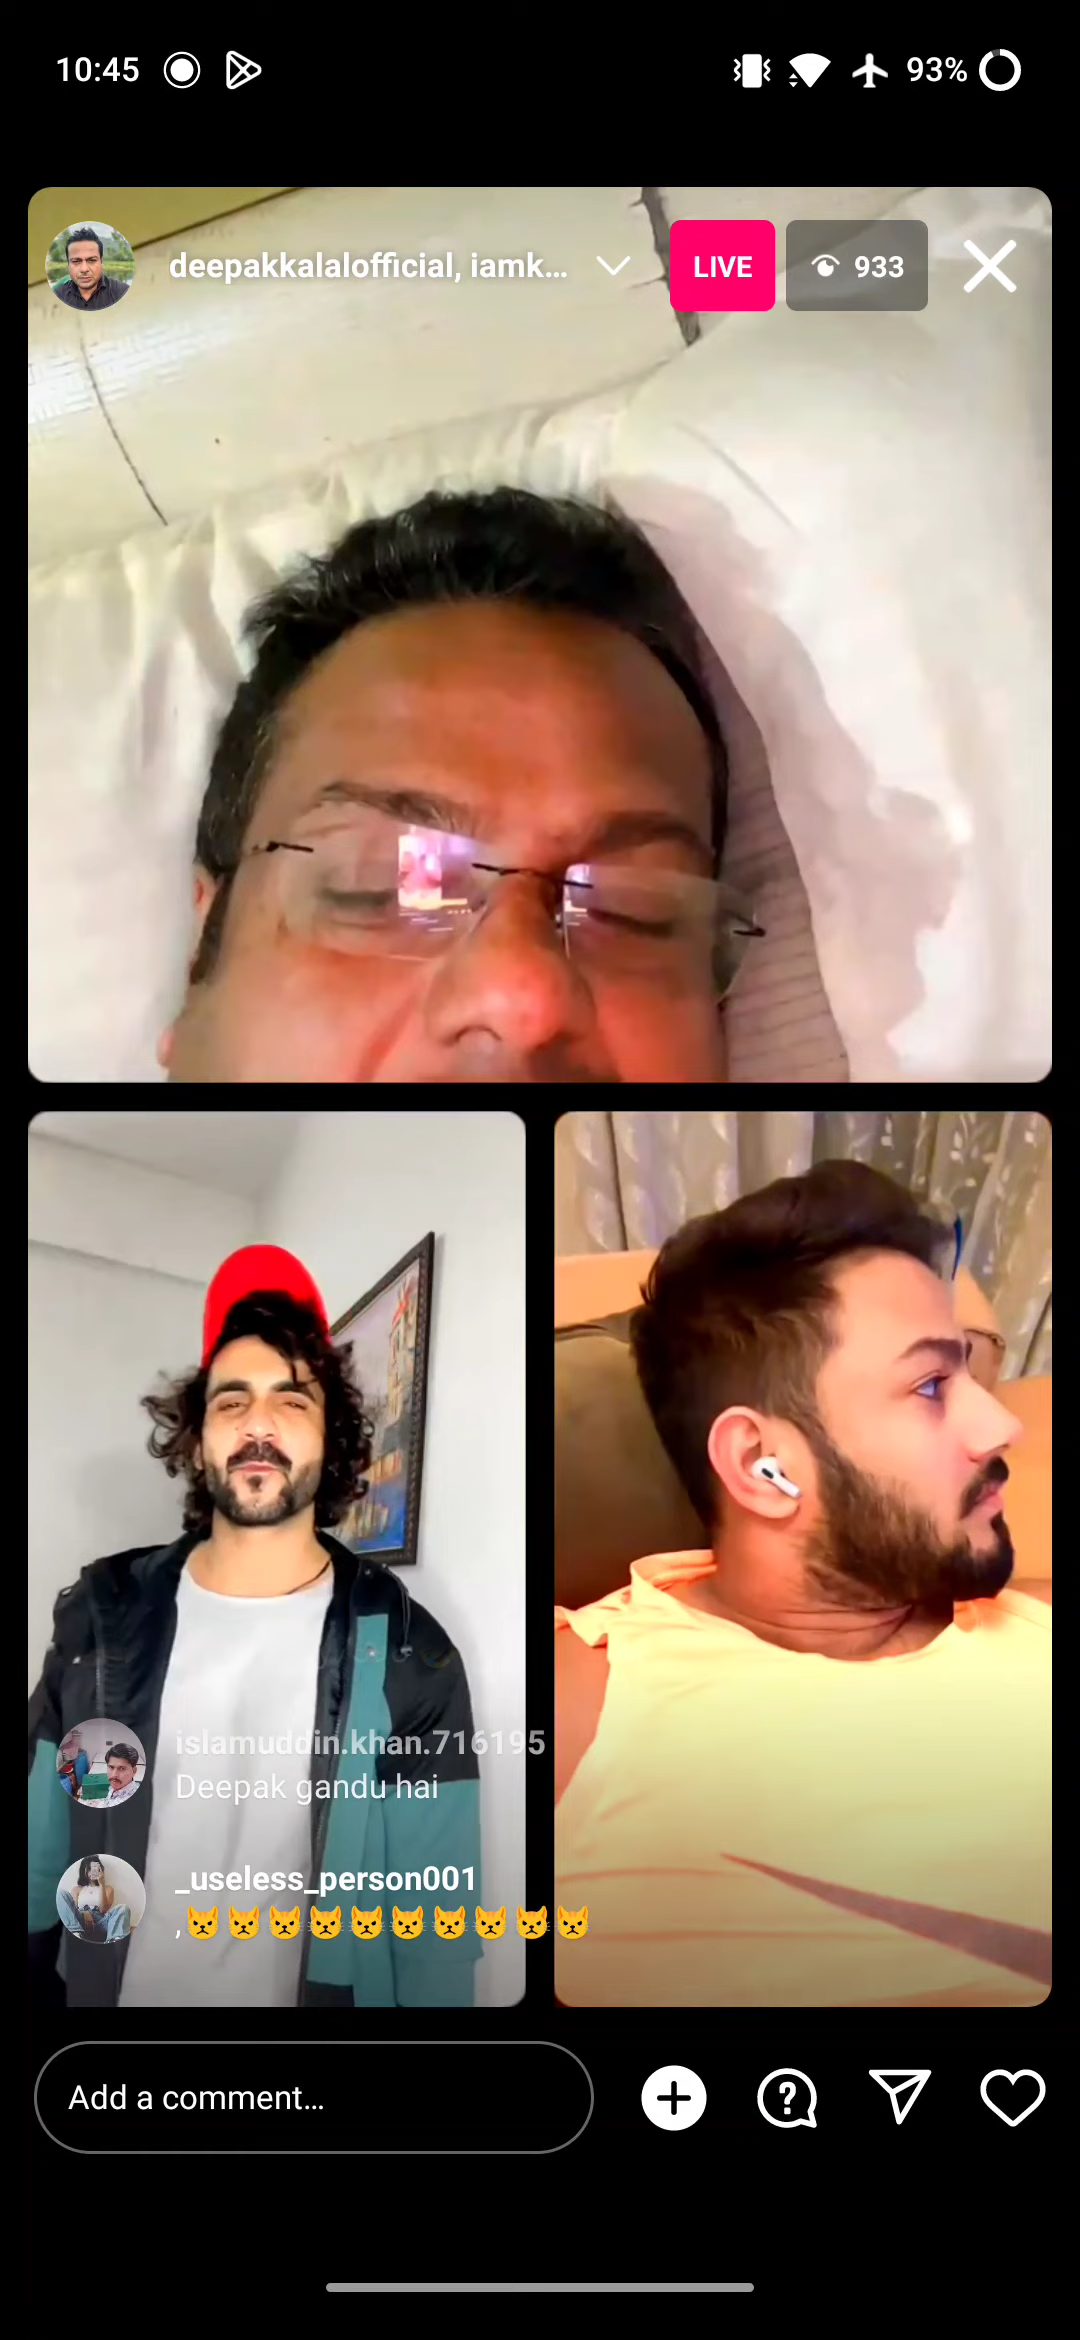 10:45
93%
deepakkalalofficial, iamk...
LIVE
933
islamuddin.khan.716195
Deepak gandu hai
_useless_person001
,😾😾😾😾😾😾😾😾😾😾
Add a comment...